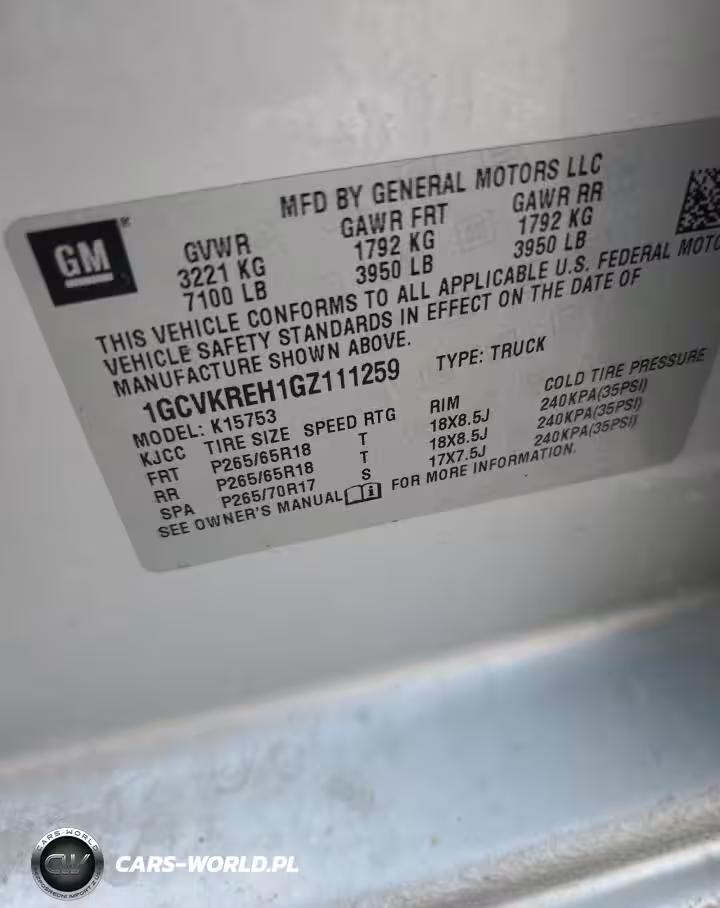 MFD BY GENERAL MOTORS LLC
GM®
GVWR GAWR FRT GAWR RR
3221 KG 1792 KG 1792 KG
7100 LB 3950 LB 3950 LB
THIS VEHICLE CONFORMS TO ALL APPLICABLE U.S. FEDERAL MOTO
VEHICLE SAFETY STANDARDS IN EFFECT ON THE DATE OF
MANUFACTURE SHOWN ABOVE.
1GCVKREH1GZ111259 TYPE: TRUCK
MODEL: K15753
KJCC TIRE SIZE SPEED RTG RIM COLD TIRE PRESSURE
FRT P265/65R18 T 18X8.5J 240KPA(35PSI)
RR P265/65R18 T 18X8.5J 240KPA(35PSI)
SPA P265/70R17 S 17X7.5J 240KPA(35PSI)
SEE OWNER'S MANUAL FOR MORE INFORMATION.
CARS-WORLD
CW
CARS-WORLD.PL